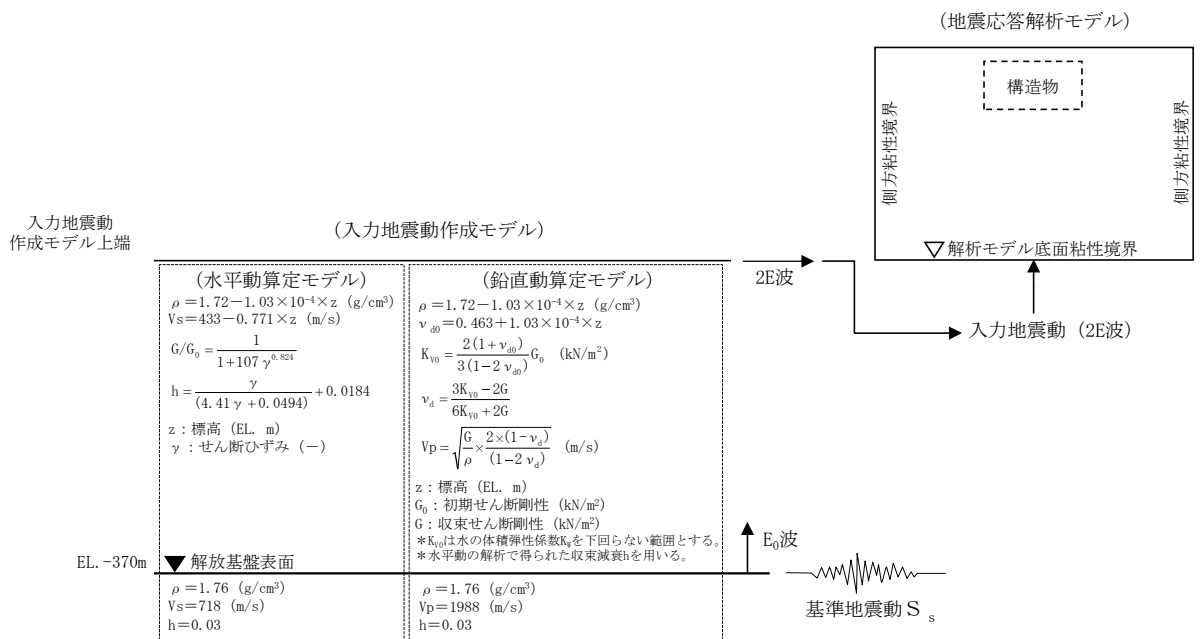 (地震応答解析モデル)
構造物
側方粘性境界
側方粘性境界
▽解析モデル底面粘性境界
入力地震動
作成モデル上端
(入力地震動作成モデル)
2E波
入力地震動 (2E波)
(水平動算定モデル)
ρ=1.72-1.03×10⁻⁴×z (g/cm³)
Vs=433-0.771×z (m/s)
G/G₀ = 1 / (1+107 γ^0.824)
h = γ / (4.41 γ + 0.0494) + 0.0184
z:標高 (EL. m)
γ:せん断ひずみ (-)
(鉛直動算定モデル)
ρ=1.72-1.03×10⁻⁴×z (g/cm³)
ν_d0=0.463+1.03×10⁻⁴×z
K_V0 = 2(1+ν_d0) / 3(1-2ν_d0) G₀ (kN/m²)
ν_d = (3K_V0 - 2G) / (6K_V0 + 2G)
Vp = √(G/ρ × 2×(1-ν_d) / (1-2ν_d)) (m/s)
z:標高 (EL. m)
G₀:初期せん断剛性 (kN/m²)
G:収束せん断剛性 (kN/m²)
*K_V0は水の体積弾性係数K_wを下回らない範囲とする。
*水平動の解析で得られた収束減衰hを用いる。
EL.-370m ▼ 解放基盤表面
E₀波
ρ=1.76 (g/cm³)
Vs=718 (m/s)
h=0.03
ρ=1.76 (g/cm³)
Vp=1988 (m/s)
h=0.03
基準地震動Ss